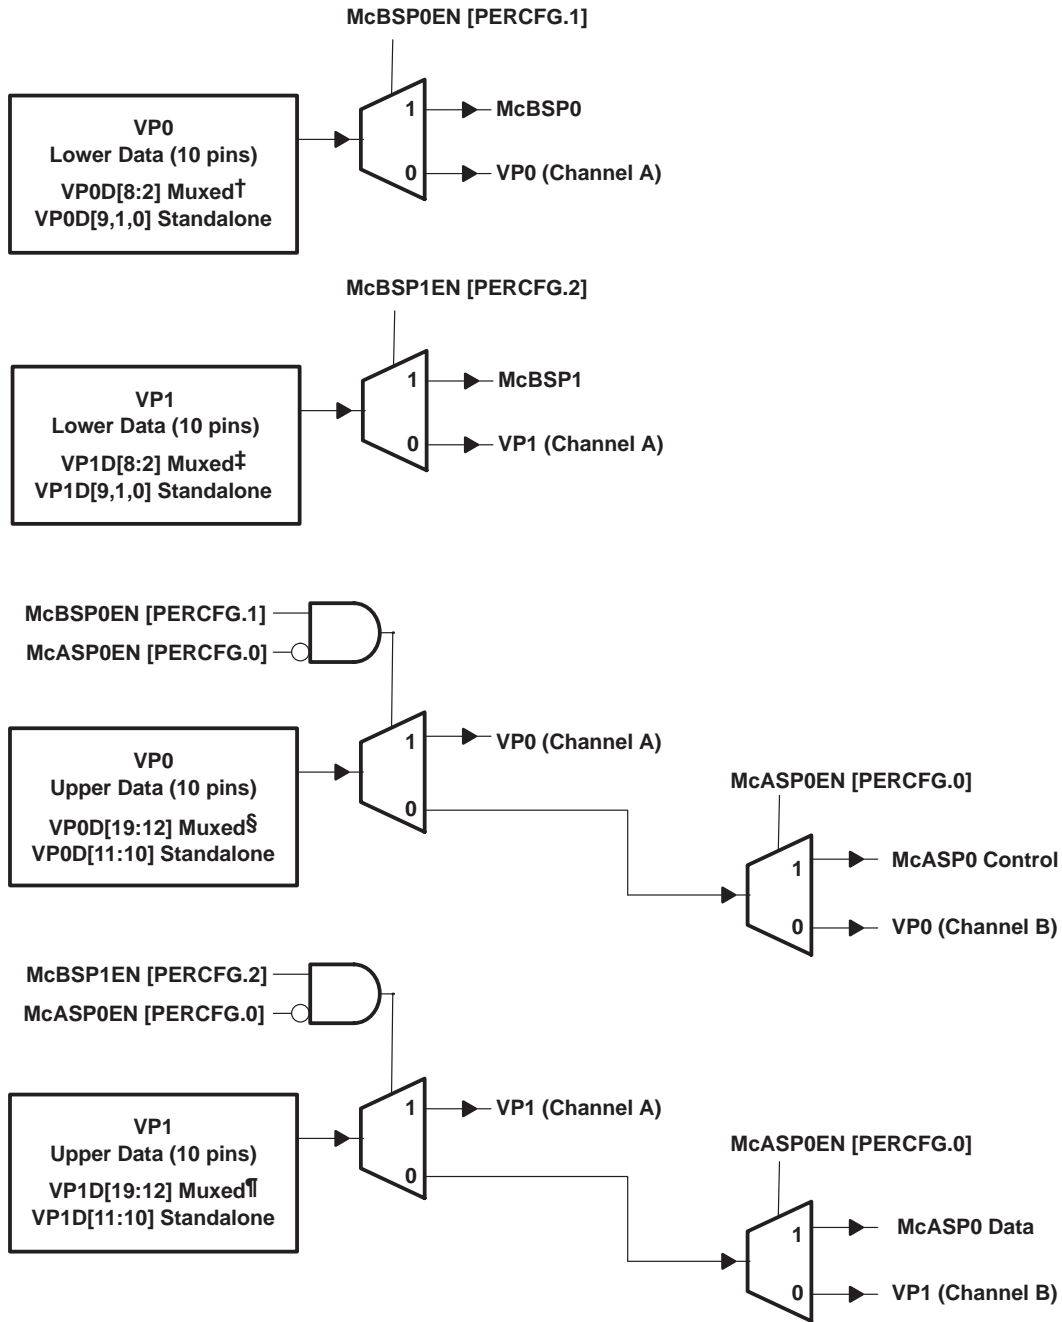 McBSP0EN [PERCFG.1]
VP0
Lower Data (10 pins)
VP0D[8:2] Muxed†
VP0D[9,1,0] Standalone
1
McBSP0
0
VP0 (Channel A)
McBSP1EN [PERCFG.2]
VP1
Lower Data (10 pins)
VP1D[8:2] Muxed‡
VP1D[9,1,0] Standalone
1
McBSP1
0
VP1 (Channel A)
McBSP0EN [PERCFG.1]
McASP0EN [PERCFG.0]
VP0
Upper Data (10 pins)
VP0D[19:12] Muxed§
VP0D[11:10] Standalone
1
VP0 (Channel A)
0
McASP0EN [PERCFG.0]
1
McASP0 Control
0
VP0 (Channel B)
McBSP1EN [PERCFG.2]
McASP0EN [PERCFG.0]
VP1
Upper Data (10 pins)
VP1D[19:12] Muxed¶
VP1D[11:10] Standalone
1
VP1 (Channel A)
0
McASP0EN [PERCFG.0]
1
McASP0 Data
0
VP1 (Channel B)